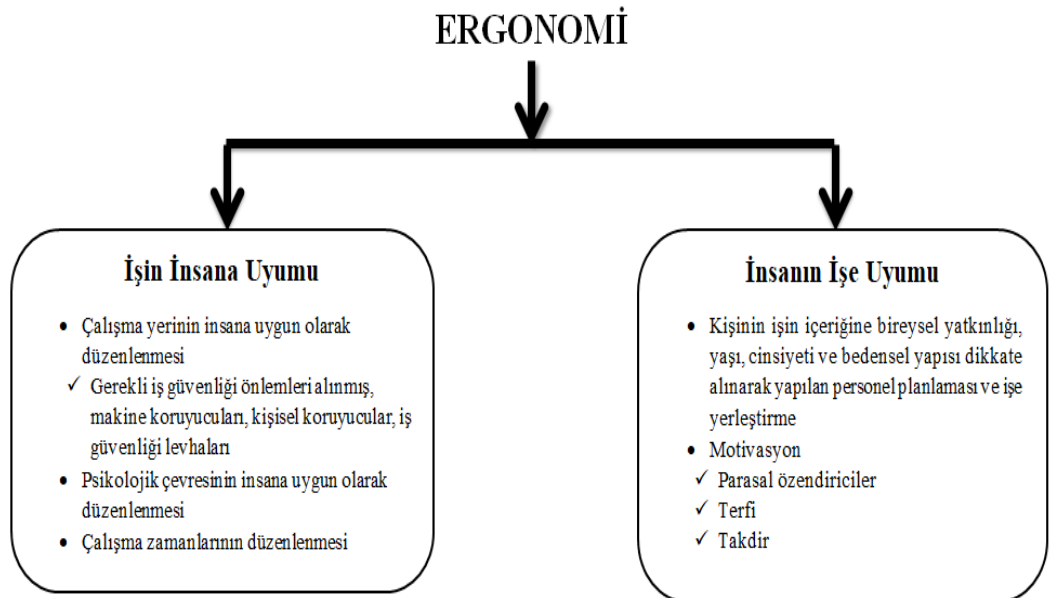 ERGONOMİ
İşin İnsana Uyumu
• Çalışma yerinin insana uygun olarak
düzenlenmesi
✓ Gerekli iş güvenliği önlemleri alınmış,
makine koruyucuları, kişisel koruyucular, iş
güvenliği levhaları
• Psikolojik çevresinin insana uygun olarak
düzenlenmesi
• Çalışma zamanlarının düzenlenmesi
İnsanın İşe Uyumu
• Kişinin işin içeriğine bireysel yatkınlığı,
yaşı, cinsiyeti ve bedensel yapısı dikkate
alınarak yapılan personel planlaması ve işe
yerleştirme
• Motivasyon
✓ Parasal özendiriciler
✓ Terfi
✓ Takdir